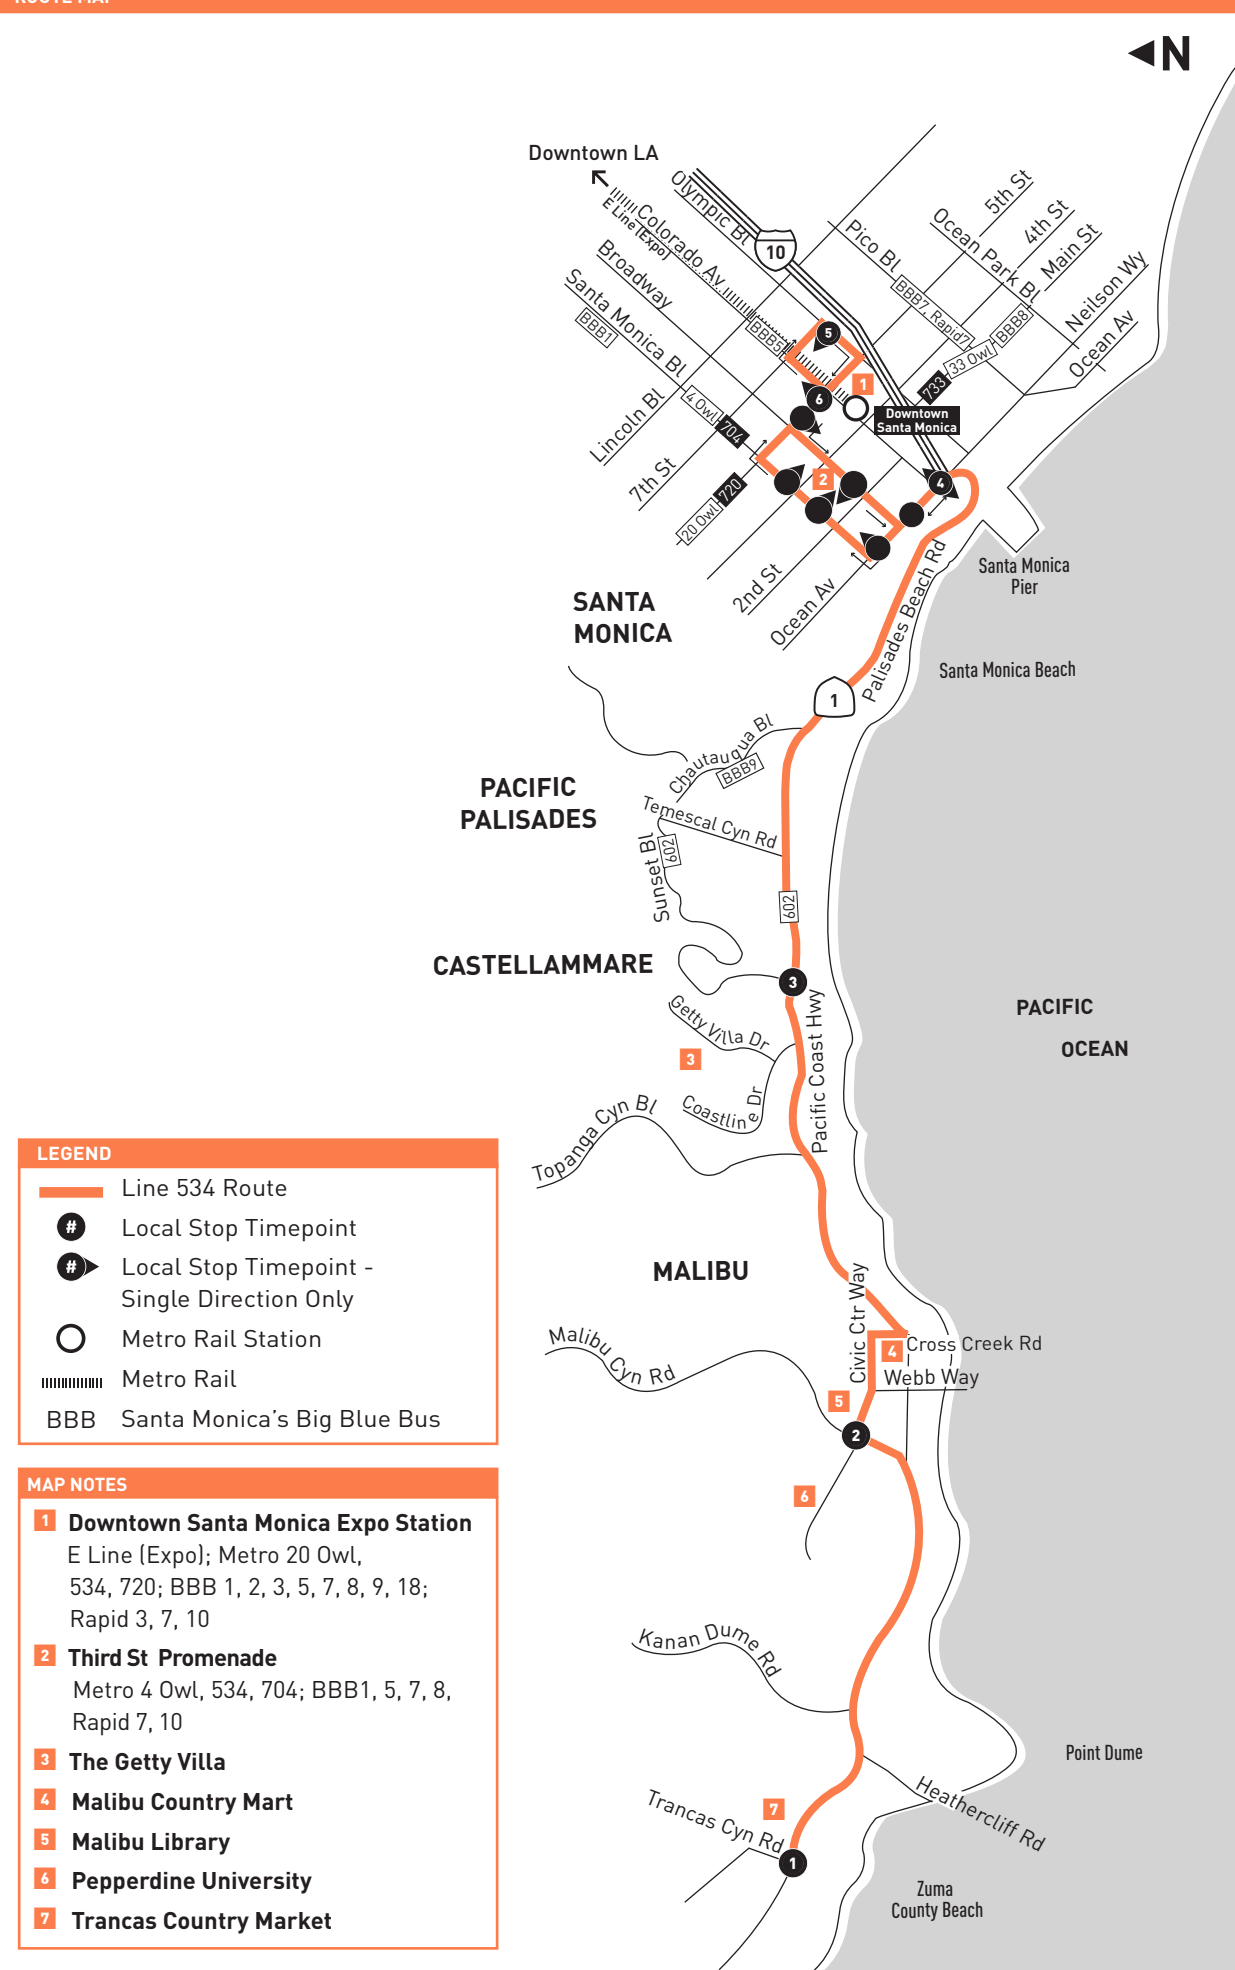 ROUTE MAP
N
Downtown LA
E Line (Expo)
Olympic Bl
Colorado Av
Broadway
Santa Monica Bl
BBB1
10
Pico Bl
BBB7, Rapid7
5th St
4th St
Ocean Park Bl
Main St
Neilson Wy
Ocean Av
BBB8
33 Owl
733
BBB5
5
1
6
Downtown
Santa Monica
Lincoln Bl
4 Owl
704
7th St
20 Owl
720
2
4
2nd St
Ocean Av
SANTA
MONICA
Palisades Beach Rd
Santa Monica
Pier
Santa Monica Beach
1
Chautauqua Bl
BBB9
PACIFIC
PALISADES
Temescal Cyn Rd
Sunset Bl
602
602
CASTELLAMMARE
3
Getty Villa Dr
3
Coastline Dr
Pacific Coast Hwy
PACIFIC
OCEAN
Topanga Cyn Bl
MALIBU
Civic Ctr Way
Malibu Cyn Rd
4
Cross Creek Rd
Webb Way
5
2
6
Kanan Dume Rd
Point Dume
Heathercliff Rd
Trancas Cyn Rd
7
1
Zuma
County Beach
LEGEND
Line 534 Route
# Local Stop Timepoint
# Local Stop Timepoint -
Single Direction Only
Metro Rail Station
Metro Rail
BBB Santa Monica’s Big Blue Bus
MAP NOTES
1 Downtown Santa Monica Expo Station
E Line (Expo); Metro 20 Owl,
534, 720; BBB 1, 2, 3, 5, 7, 8, 9, 18;
Rapid 3, 7, 10
2 Third St Promenade
Metro 4 Owl, 534, 704; BBB1, 5, 7, 8,
Rapid 7, 10
3 The Getty Villa
4 Malibu Country Mart
5 Malibu Library
6 Pepperdine University
7 Trancas Country Market